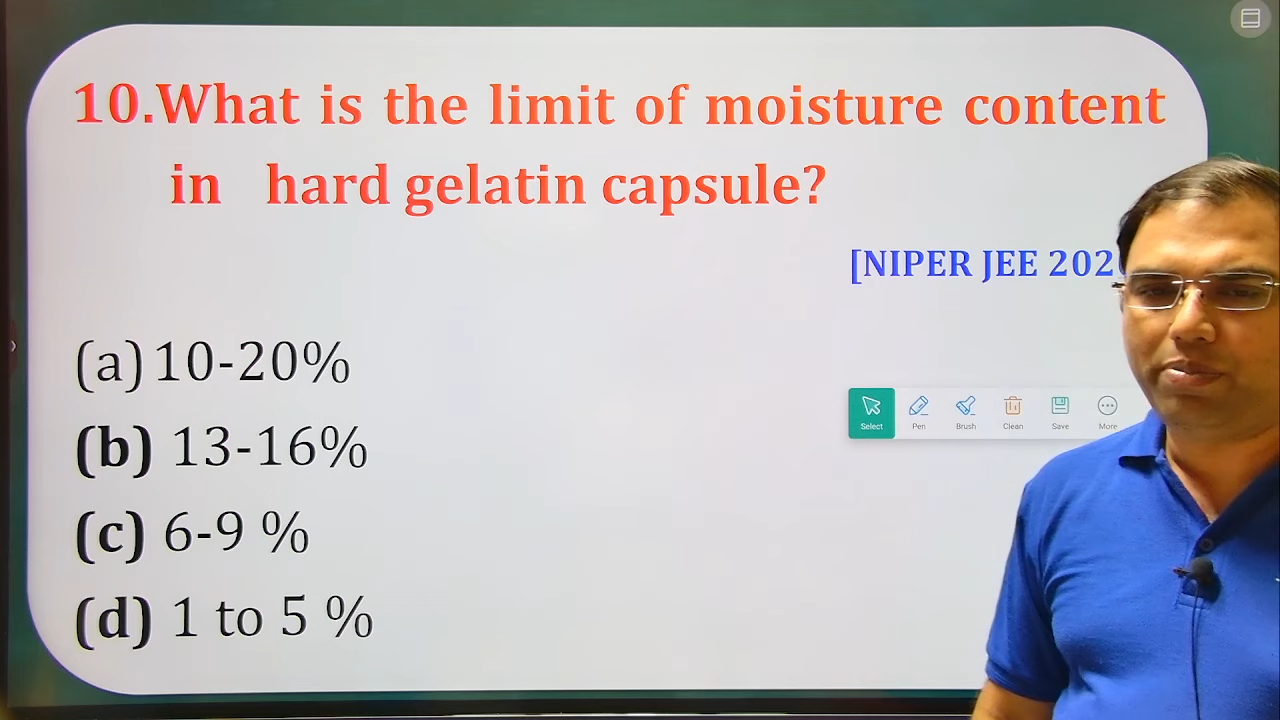 10.What is the limit of moisture content
in hard gelatin capsule?
[NIPER JEE 202
(a) 10-20%
(b) 13-16%
(c) 6-9 %
(d) 1 to 5 %
Select Pen Brush Clean Save More